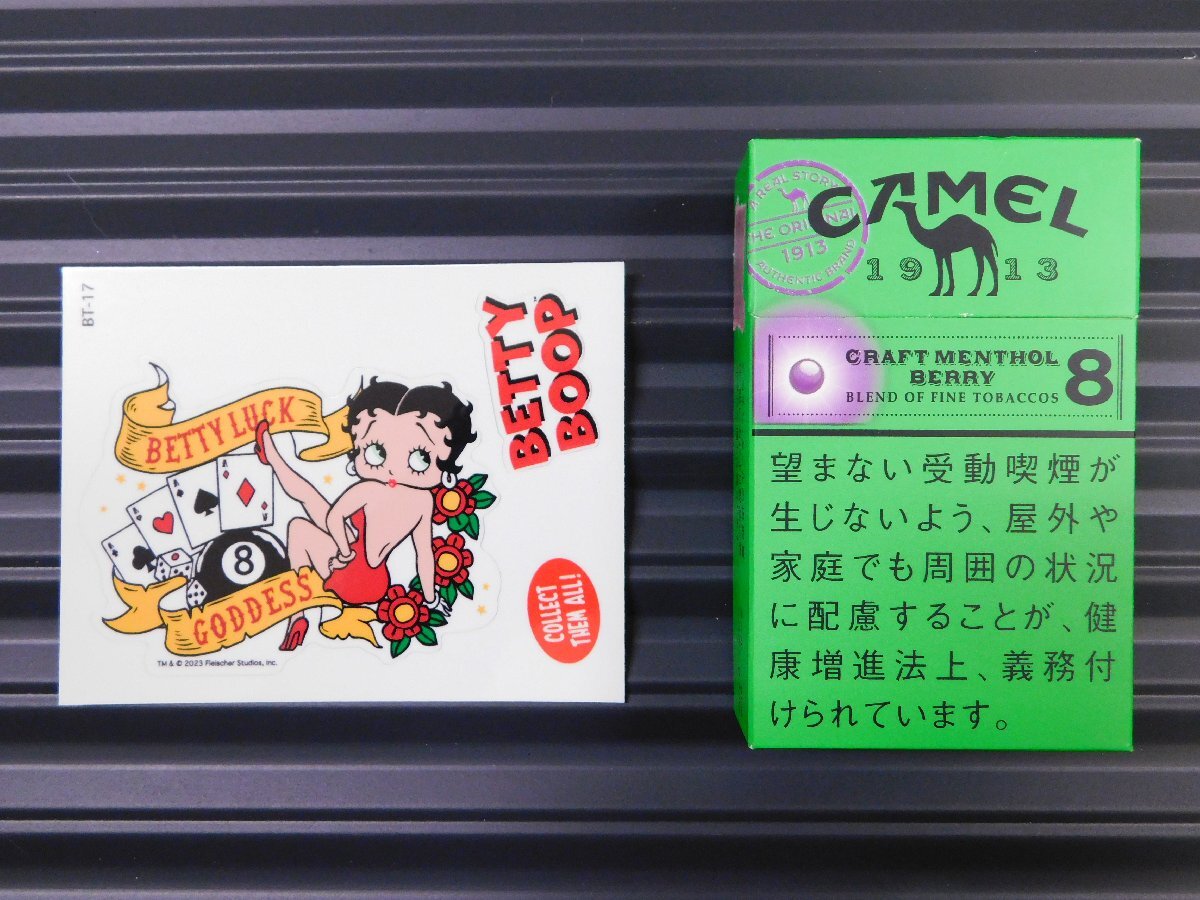 BT-17
BETTY
BOOP™
BETTY LUCK
A
A
A
A
8
GODDESS
COLLECT
THEM ALL!
TM & © 2023 Fleischer Studios, Inc.
A REAL STORY
THE ORIGINAL
1913
AUTHENTIC BRAND
CAMEL
1913
CRAFT MENTHOL
BERRY
BLEND OF FINE TOBACCOS
8
望まない受動喫煙が
生じないよう、屋外や
家庭でも周囲の状況
に配慮することが、健
康増進法上、義務付
けられています。